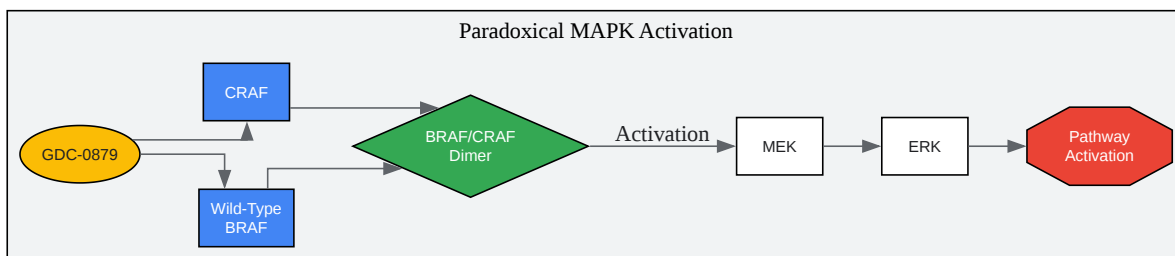 Paradoxical MAPK Activation
CRAF
GDC-0879
Wild-Type
BRAF
BRAF/CRAF
Dimer
Activation
MEK
ERK
Pathway
Activation